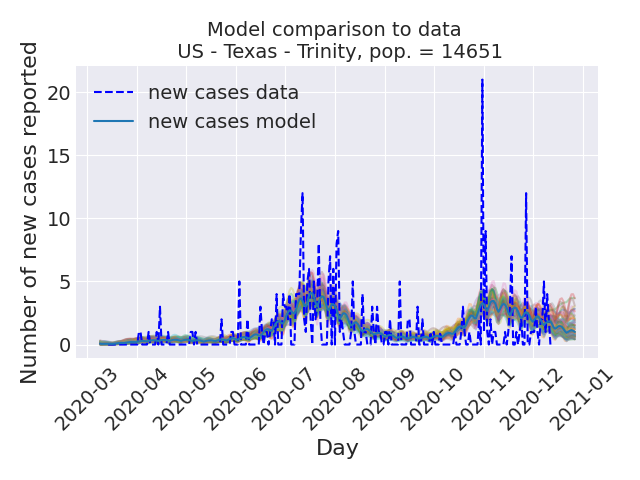 Model comparison to data
US - Texas - Trinity, pop. = 14651
Number of new cases reported
20
15
10
5
0
new cases data
new cases model
2020-03
2020-04
2020-05
2020-06
2020-07
2020-08
2020-09
2020-10
2020-11
2020-12
2021-01
Day